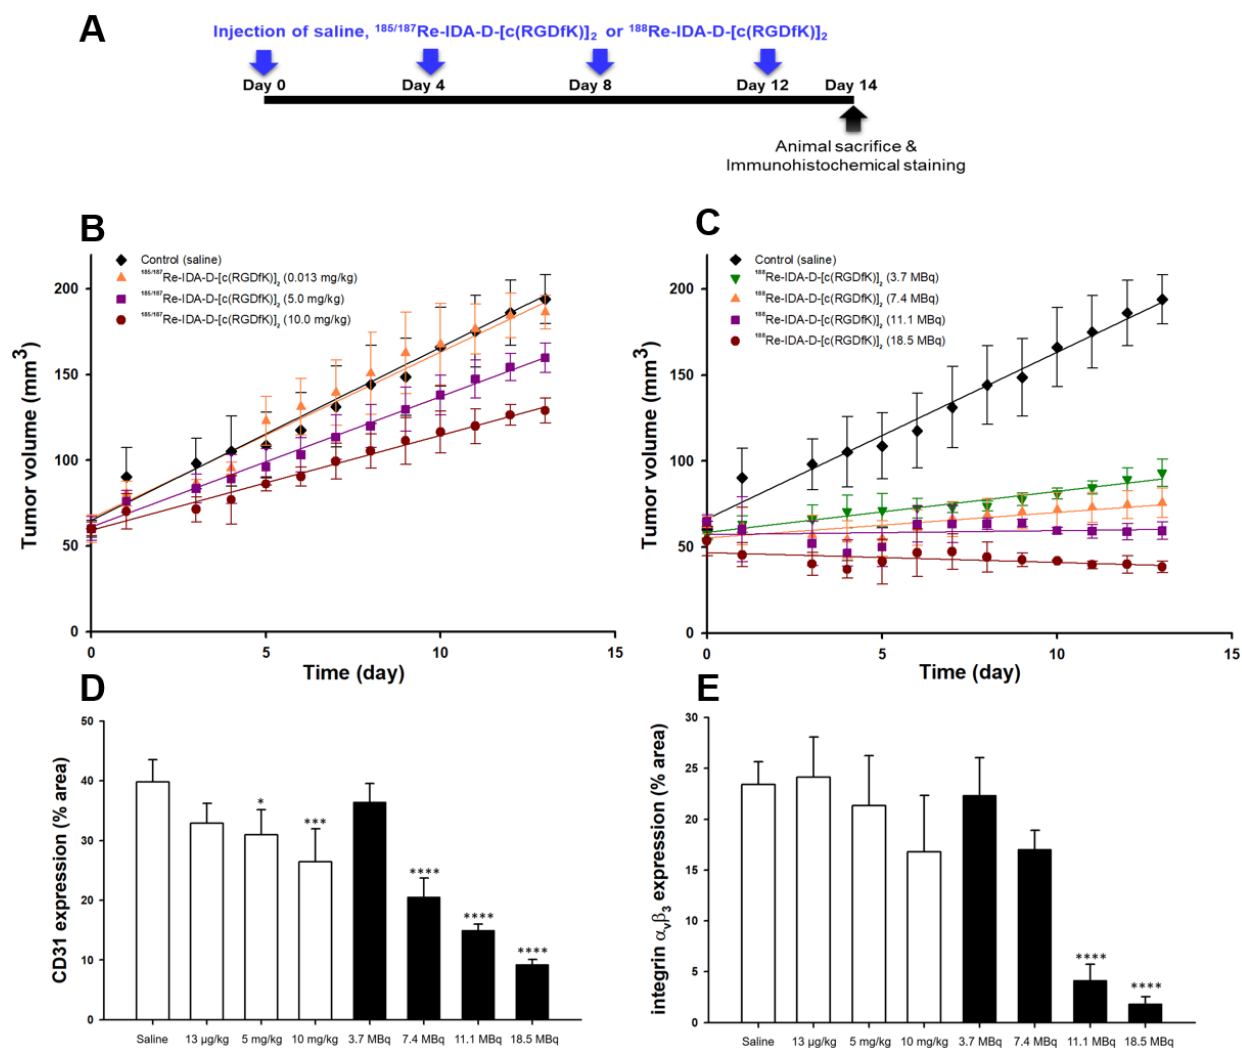 A
Injection of saline, 185/187Re-IDA-D-[c(RGDfK)]2 or 188Re-IDA-D-[c(RGDfK)]2
Day 0 Day 4 Day 8 Day 12 Day 14
Animal sacrifice &
Immunohistochemical staining
B
Control (saline)
185/187Re-IDA-D-[c(RGDfK)]2 (0.013 mg/kg)
185/187Re-IDA-D-[c(RGDfK)]2 (5.0 mg/kg)
185/187Re-IDA-D-[c(RGDfK)]2 (10.0 mg/kg)
Tumor volume (mm3)
200
150
100
50
0
0 5 10 15
Time (day)
C
Control (saline)
188Re-IDA-D-[c(RGDfK)]2 (3.7 MBq)
188Re-IDA-D-[c(RGDfK)]2 (7.4 MBq)
188Re-IDA-D-[c(RGDfK)]2 (11.1 MBq)
188Re-IDA-D-[c(RGDfK)]2 (18.5 MBq)
Tumor volume (mm3)
200
150
100
50
0
0 5 10 15
Time (day)
D
CD31 expression (% area)
50
40
30
20
10
0
*
***
****
****
****
Saline 13 µg/kg 5 mg/kg 10 mg/kg 3.7 MBq 7.4 MBq 11.1 MBq 18.5 MBq
E
integrin αvβ3 expression (% area)
30
25
20
15
10
5
0
****
****
Saline 13 µg/kg 5 mg/kg 10 mg/kg 3.7 MBq 7.4 MBq 11.1 MBq 18.5 MBq